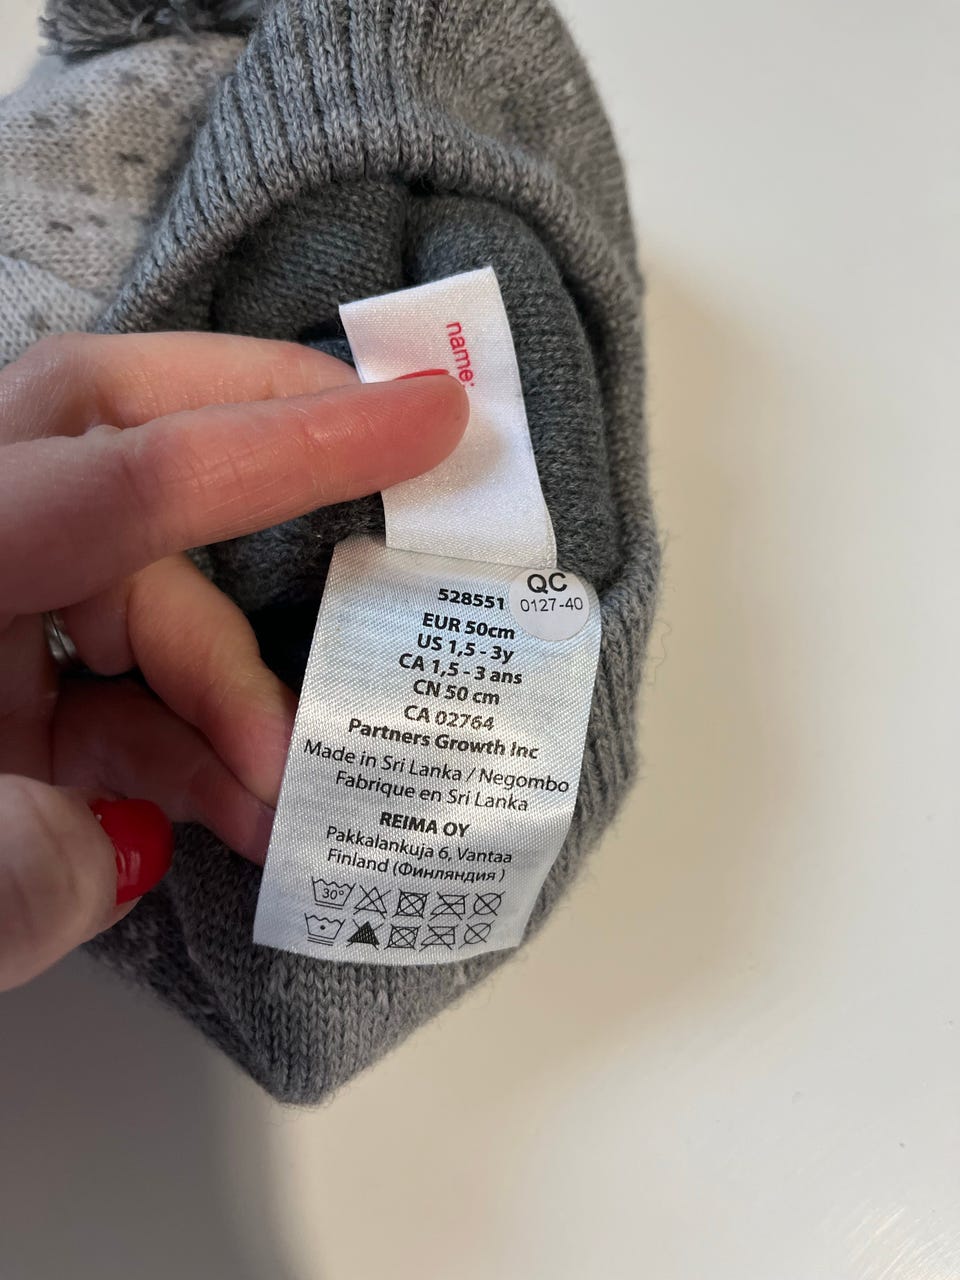 name:
QC
0127-40
528551
EUR 50cm
US 1,5 - 3y
CA 1,5 - 3 ans
CN 50 cm
CA 02764
Partners Growth Inc
Made in Sri Lanka / Negombo
Fabrique en Sri Lanka
REIMA OY
Pakkalankuja 6, Vantaa
Finland (Финляндия )
30°